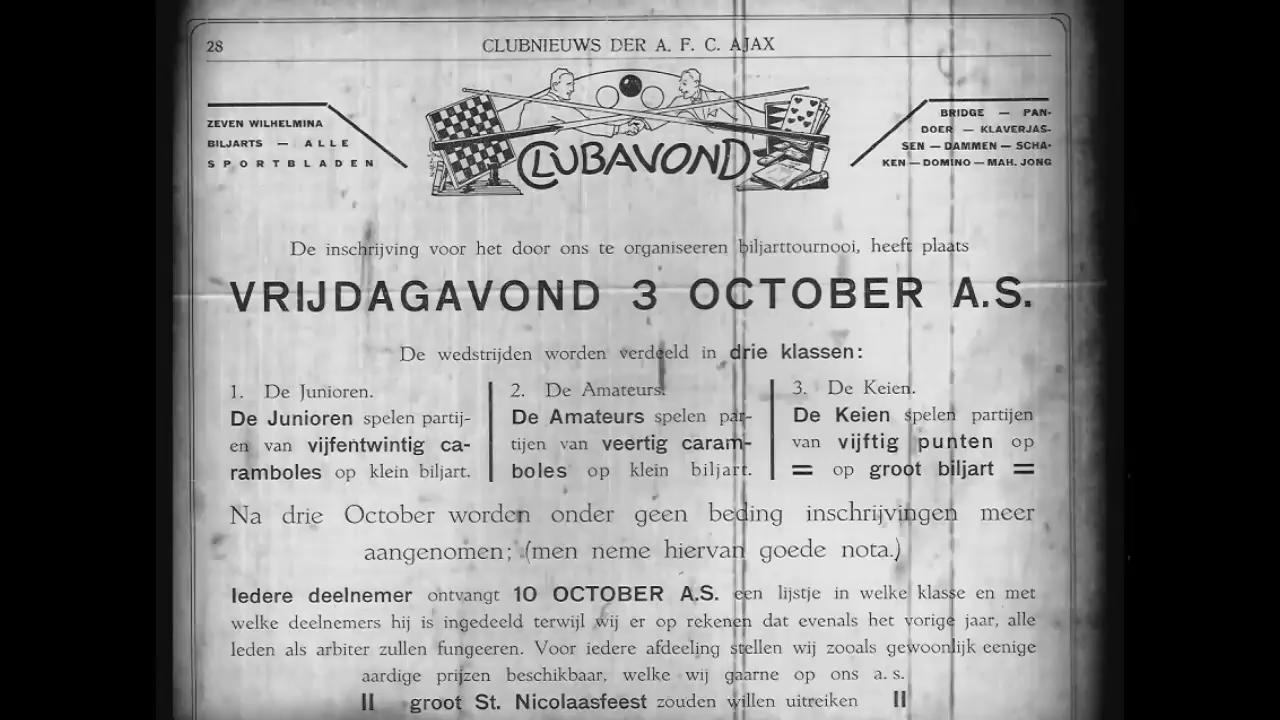 28
CLUBNIEUWS DER A. F. C. AJAX
ZEVEN WILHELMINA
BILJARTS — ALLE
SPORTBLADEN
CLUBAVOND
BRIDGE — PAN-
DOER — KLAVERJAS-
SEN — DAMMEN — SCHA-
KEN — DOMINO — MAH. JONG
De inschrijving voor het door ons te organiseeren biljarttournooi, heeft plaats
VRIJDAGAVOND 3 OCTOBER A.S.
De wedstrijden worden verdeeld in drie klassen:
1. De Junioren.
De Junioren spelen partij-
en van vijfentwintig ca-
ramboles op klein biljart.
2. De Amateurs.
De Amateurs spelen par-
tijen van veertig caram-
boles op klein biljart.
3. De Keien.
De Keien spelen partijen
van vijftig punten op
= op groot biljart =
Na drie October worden onder geen beding inschrijvingen meer
aangenomen; (men neme hiervan goede nota.)
Iedere deelnemer ontvangt 10 OCTOBER A.S. een lijstje in welke klasse en met
welke deelnemers hij is ingedeeld terwijl wij er op rekenen dat evenals het vorige jaar, alle
leden als arbiter zullen fungeeren. Voor iedere afdeeling stellen wij zooals gewoonlijk eenige
aardige prijzen beschikbaar, welke wij gaarne op ons a. s.
groot St. Nicolaasfeest zouden willen uitreiken